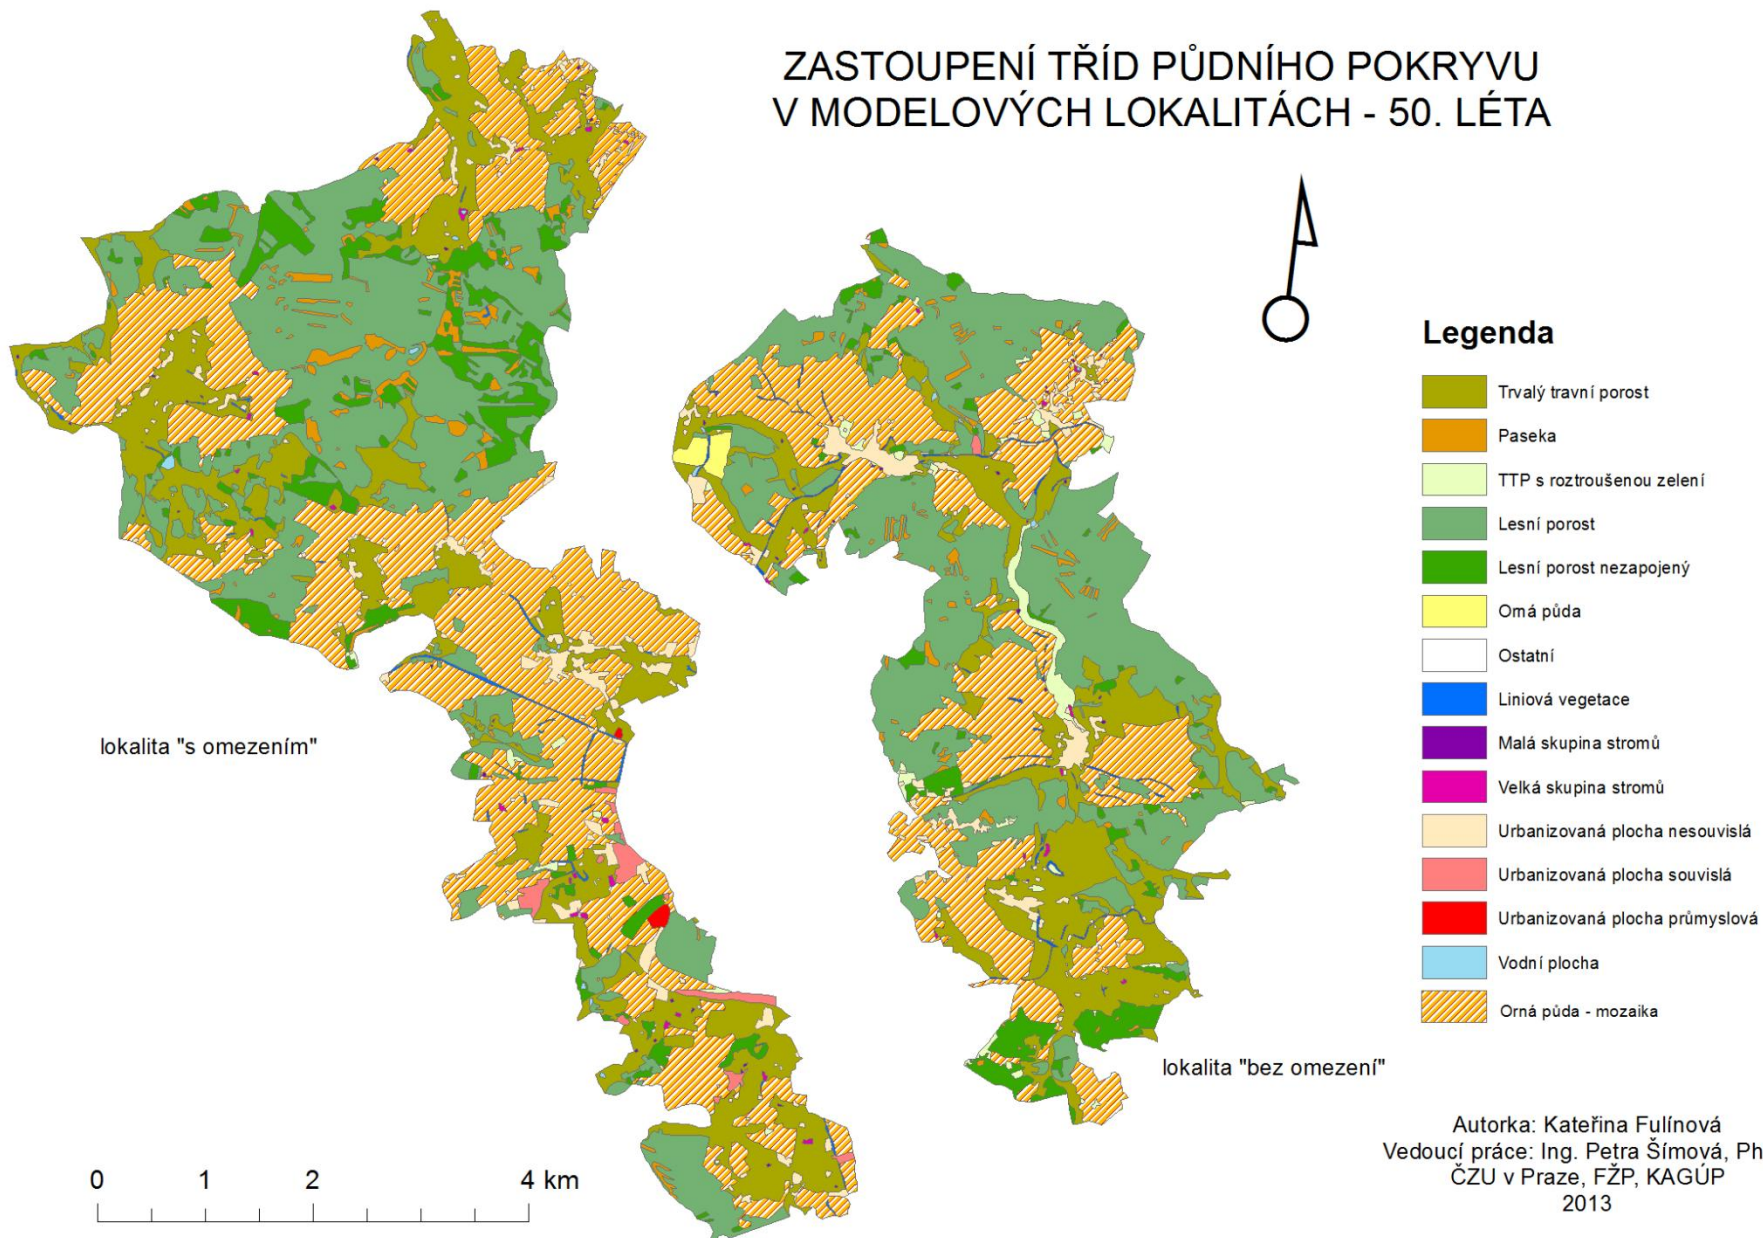 ZASTOUPENÍ TŘÍD PŮDNÍHO POKRYVU
V MODELOVÝCH LOKALITÁCH - 50. LÉTA
Legenda
Trvalý travní porost
Paseka
TTP s roztroušenou zelení
Lesní porost
Lesní porost nezapojený
Orná půda
Ostatní
Liniová vegetace
Malá skupina stromů
Velká skupina stromů
Urbanizovaná plocha nesouvislá
Urbanizovaná plocha souvislá
Urbanizovaná plocha průmyslová
Vodní plocha
Orná půda - mozaika
lokalita "s omezením"
lokalita "bez omezení"
Autorka: Kateřina Fulínová
Vedoucí práce: Ing. Petra Šímová, Ph
ČZU v Praze, FŽP, KAGÚP
2013
0 1 2 4 km